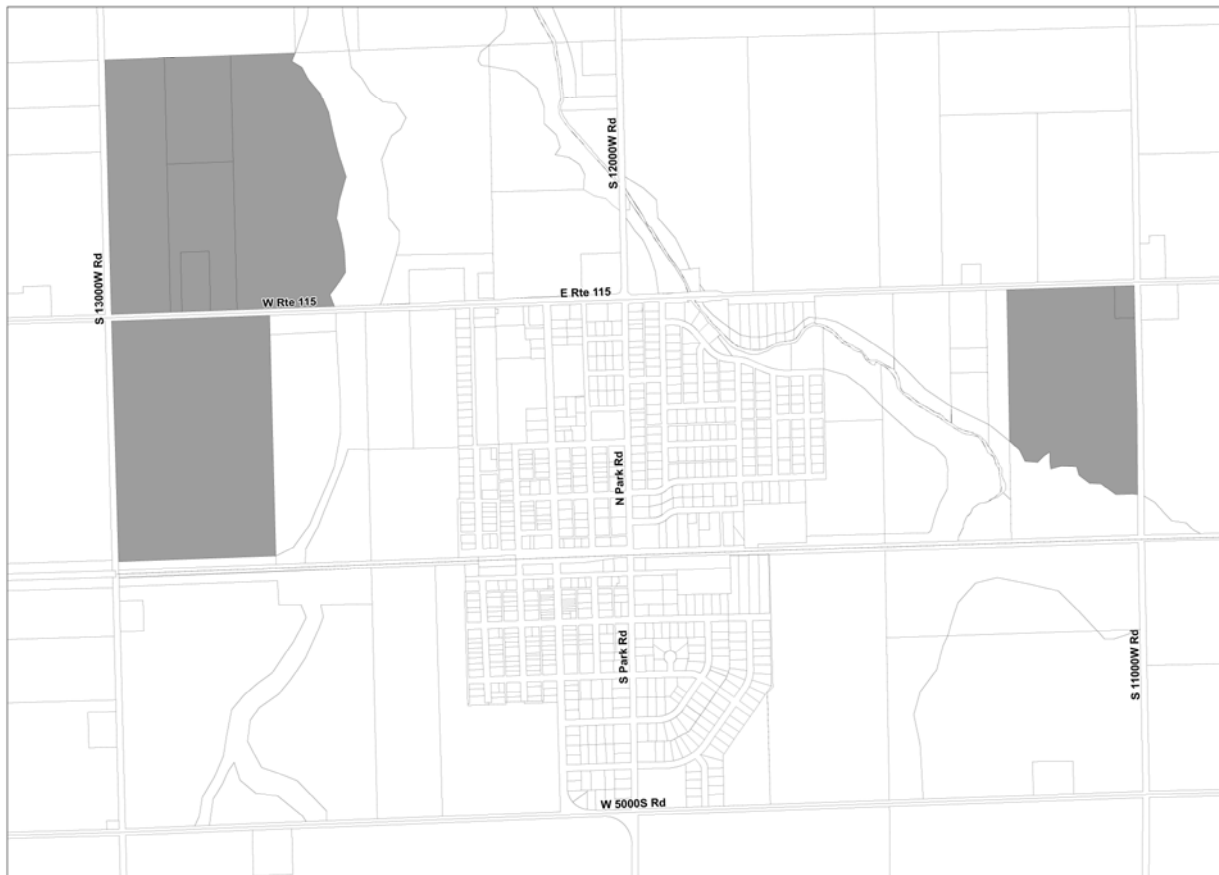 S 12000W Rd
S 13000W Rd
W Rte 115
E Rte 115
N Park Rd
S Park Rd
S 11000W Rd
W 5000S Rd